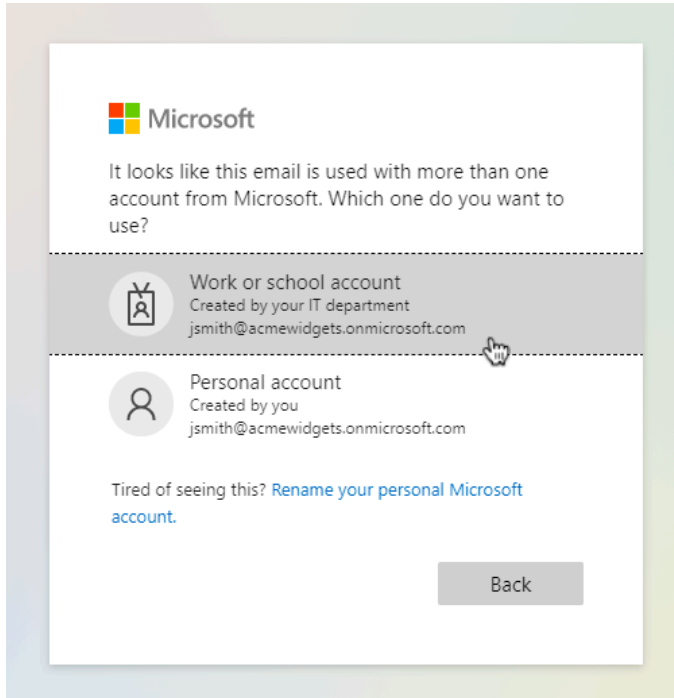 Microsoft
It looks like this email is used with more than one
account from Microsoft. Which one do you want to
use?
Work or school account
Created by your IT department
jsmith@acmewidgets.onmicrosoft.com
Personal account
Created by you
jsmith@acmewidgets.onmicrosoft.com
Tired of seeing this? Rename your personal Microsoft
account.
Back